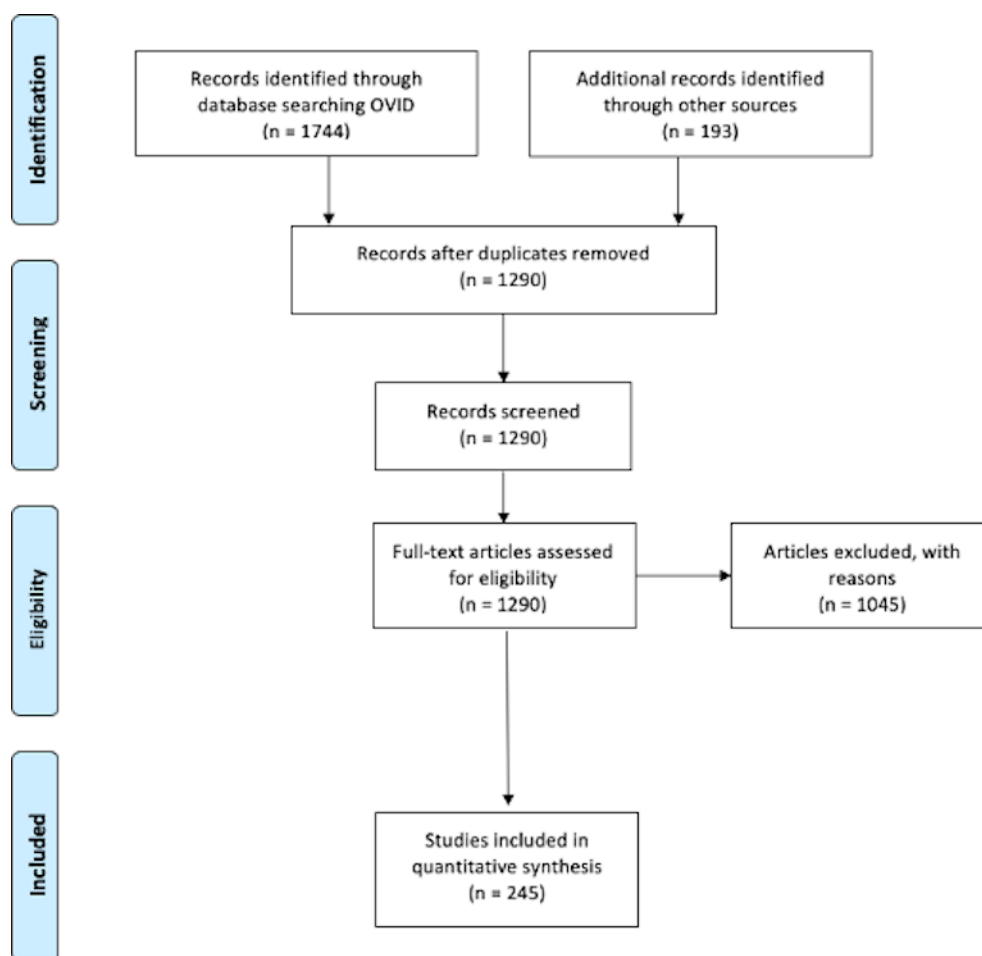 Identification
Records identified through
database searching OVID
(n = 1744)
Additional records identified
through other sources
(n = 193)
Screening
Records after duplicates removed
(n = 1290)
Records screened
(n = 1290)
Eligibility
Full-text articles assessed
for eligibility
(n = 1290)
Articles excluded, with
reasons
(n = 1045)
Included
Studies included in
quantitative synthesis
(n = 245)